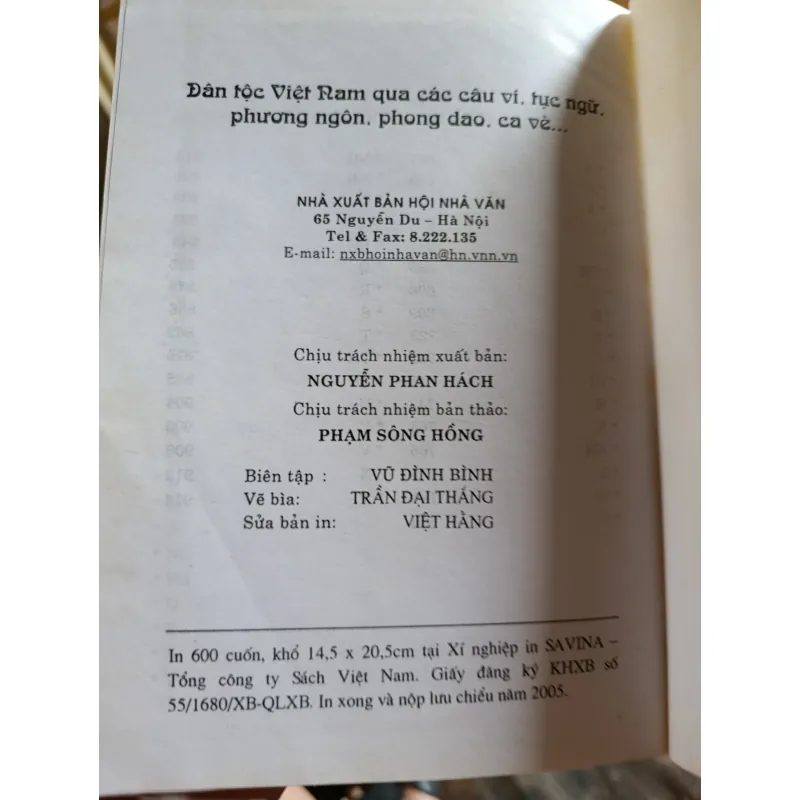 Dân tộc Việt Nam qua các câu ví, tục ngữ,
phương ngôn, phong dao, ca vè...
NHÀ XUẤT BẢN HỘI NHÀ VĂN
65 Nguyễn Du – Hà Nội
Tel & Fax: 8.222.135
E-mail: nxbhoinhavan@hn.vnn.vn
Chịu trách nhiệm xuất bản:
NGUYỄN PHAN HÁCH
Chịu trách nhiệm bản thảo:
PHẠM SÔNG HỒNG
Biên tập : VŨ ĐÌNH BÌNH
Vẽ bìa: TRẦN ĐẠI THẮNG
Sửa bản in: VIỆT HẰNG
In 600 cuốn, khổ 14,5 x 20,5cm tại Xí nghiệp in SAVINA –
Tổng công ty Sách Việt Nam. Giấy đăng ký KHXB số
55/1680/XB-QLXB. In xong và nộp lưu chiểu năm 2005.